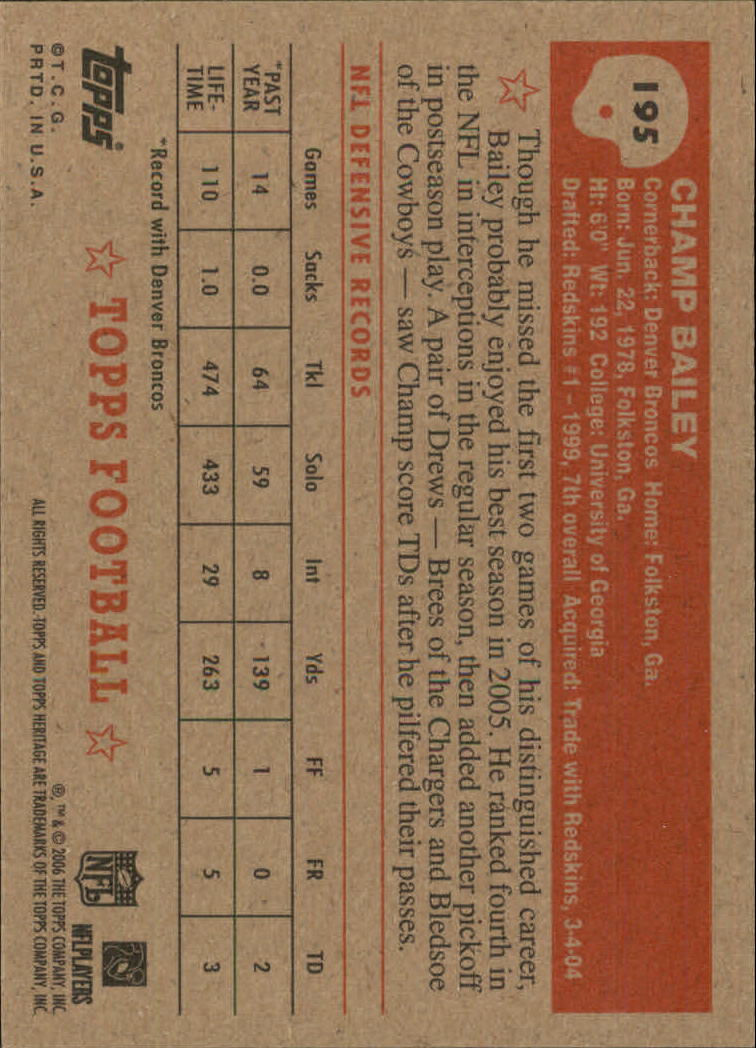 195
CHAMP BAILEY
Cornerback: Denver Broncos Home: Folkston, Ga.
Born: Jun. 22, 1978, Folkston, Ga.
Ht: 6'0" Wt: 192 College: University of Georgia
Drafted: Redskins #1 – 1999, 7th overall Acquired: Trade with Redskins, 3-4-04
Though he missed the first two games of his distinguished career,
Bailey probably enjoyed his best season in 2005. He ranked fourth in
the NFL in interceptions in the regular season, then added another pickoff
in postseason play. A pair of Drews — Brees of the Chargers and Bledsoe
of the Cowboys — saw Champ score TDs after he pilfered their passes.
NFL DEFENSIVE RECORDS
Games Sacks Tkl Solo Int Yds FF FR TD
*PAST YEAR 14 0.0 64 59 8 139 1 0 2
LIFE-TIME 110 1.0 474 433 29 263 5 5 3
*Record with Denver Broncos
topps
TOPPS FOOTBALL
NFL
NFLPLAYERS
©T.C.G.
PRTD. IN U.S.A.
®, ™ & © 2006 THE TOPPS COMPANY, INC.
ALL RIGHTS RESERVED. TOPPS AND TOPPS HERITAGE ARE TRADEMARKS OF THE TOPPS COMPANY, INC.